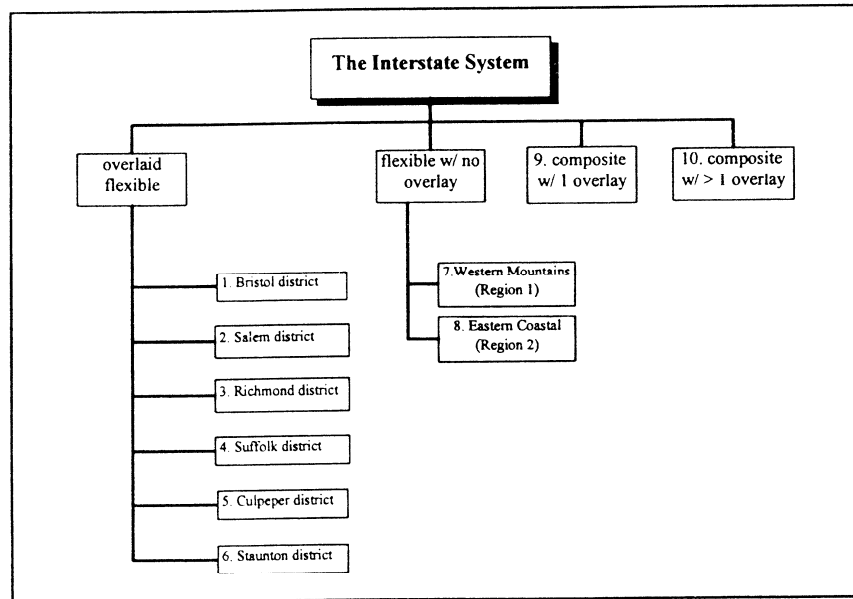 The Interstate System
overlaid
flexible
flexible w/ no
overlay
9. composite
w/ 1 overlay
10. composite
w/ > 1 overlay
1. Bristol district
2. Salem district
3. Richmond district
4. Suffolk district
5. Culpeper district
6. Staunton district
7.Western Mountains
(Region 1)
8. Eastern Coastal
(Region 2)